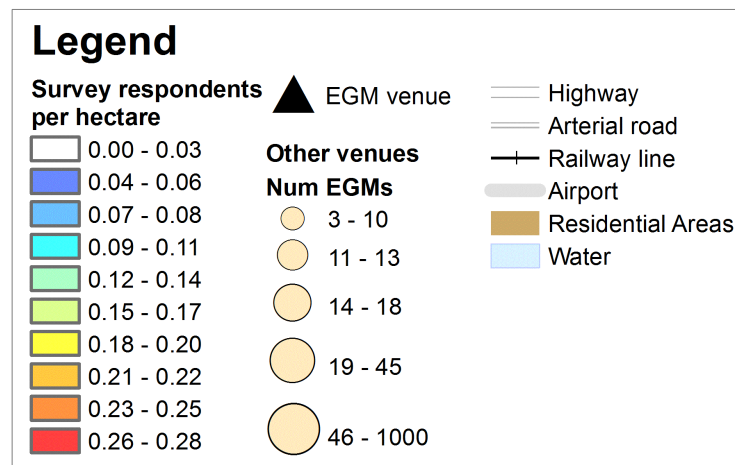 Legend
Survey respondents
per hectare
0.00 - 0.03
0.04 - 0.06
0.07 - 0.08
0.09 - 0.11
0.12 - 0.14
0.15 - 0.17
0.18 - 0.20
0.21 - 0.22
0.23 - 0.25
0.26 - 0.28
EGM venue
Other venues
Num EGMs
3 - 10
11 - 13
14 - 18
19 - 45
46 - 1000
Highway
Arterial road
Railway line
Airport
Residential Areas
Water